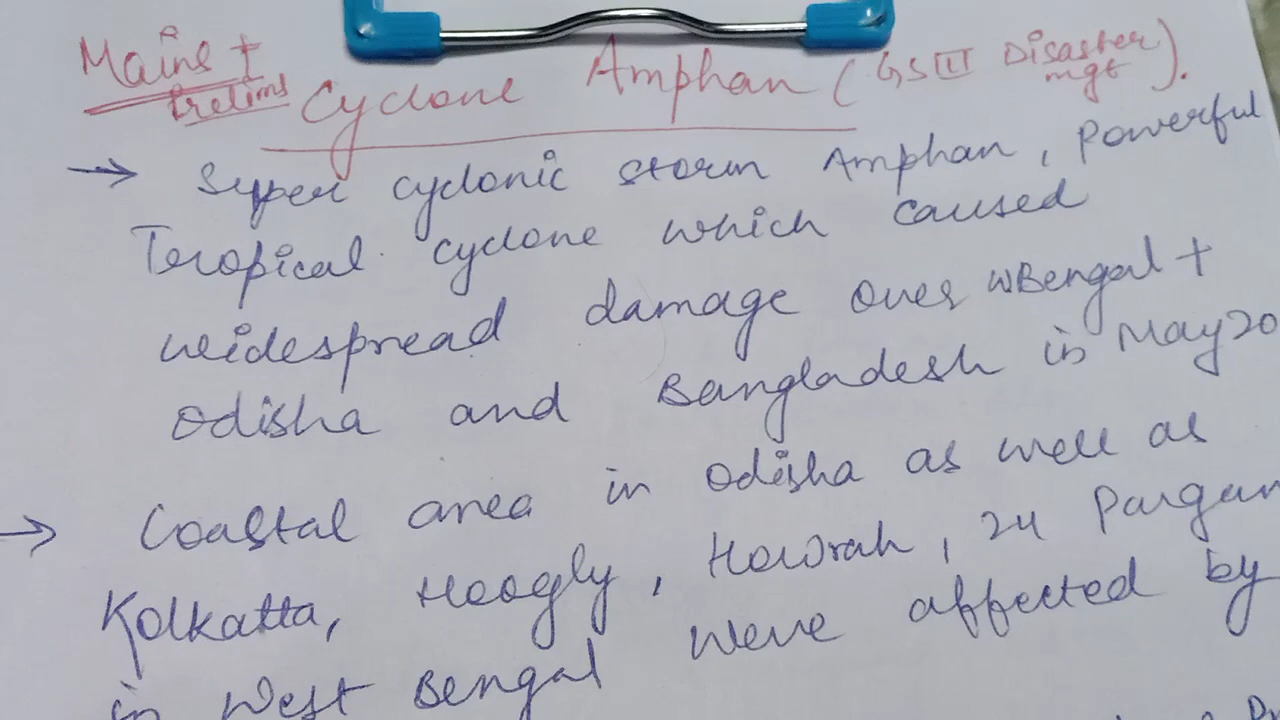 Mains + Prelims
Cyclone Amphan (GS III Disaster mgt).
→ Super cyclonic storm Amphan, Powerful
Tropical cyclone which caused
widespread damage over WBengal +
Odisha and Bangladesh in May 20
→ Coastal area in Odisha as well as
Kolkatta, Hoogly, Howrah, 24 Pargan
in West Bengal were affected by